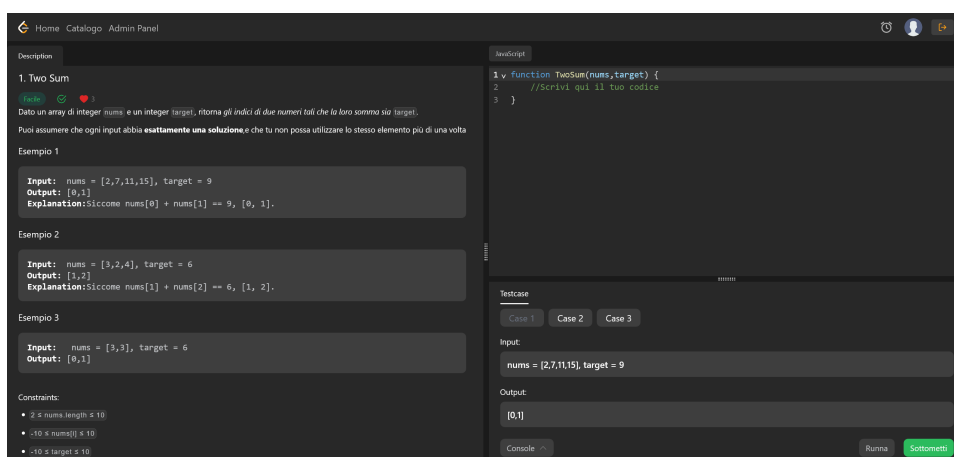 Home Catalogo Admin Panel
Description
1. Two Sum
Facile 3
Dato un array di integer nums e un integer target, ritorna gli indici di due numeri tali che la loro somma sia target.
Puoi assumere che ogni input abbia esattamente una soluzione,e che tu non possa utilizzare lo stesso elemento più di una volta
Esempio 1
Input: nums = [2,7,11,15], target = 9
Output: [0,1]
Explanation:Siccome nums[0] + nums[1] == 9, [0, 1].
Esempio 2
Input: nums = [3,2,4], target = 6
Output: [1,2]
Explanation:Siccome nums[1] + nums[2] == 6, [1, 2].
Esempio 3
Input: nums = [3,3], target = 6
Output: [0,1]
Constraints:
2 ≤ nums.length ≤ 10
-10 ≤ nums[i] ≤ 10
-10 ≤ target ≤ 10
JavaScript
1 function TwoSum(nums,target) {
2 //Scrivi qui il tuo codice
3 }
Testcase
Case 1 Case 2 Case 3
Input:
nums = [2,7,11,15], target = 9
Output:
[0,1]
Console Runna Sottometti